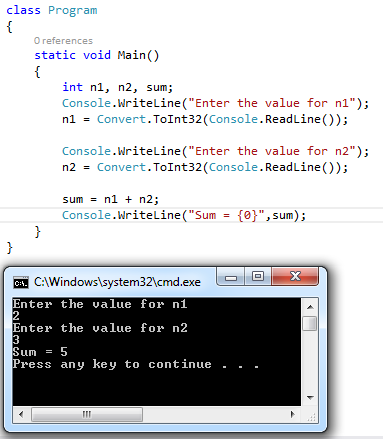 class Program
{
0 references
static void Main()
{
int n1, n2, sum;
Console.WriteLine("Enter the value for n1");
n1 = Convert.ToInt32(Console.ReadLine());
Console.WriteLine("Enter the value for n2");
n2 = Convert.ToInt32(Console.ReadLine());
sum = n1 + n2;
Console.WriteLine("Sum = {0}",sum);
}
}
C:\Windows\system32\cmd.exe
Enter the value for n1
2
Enter the value for n2
3
Sum = 5
Press any key to continue . . .